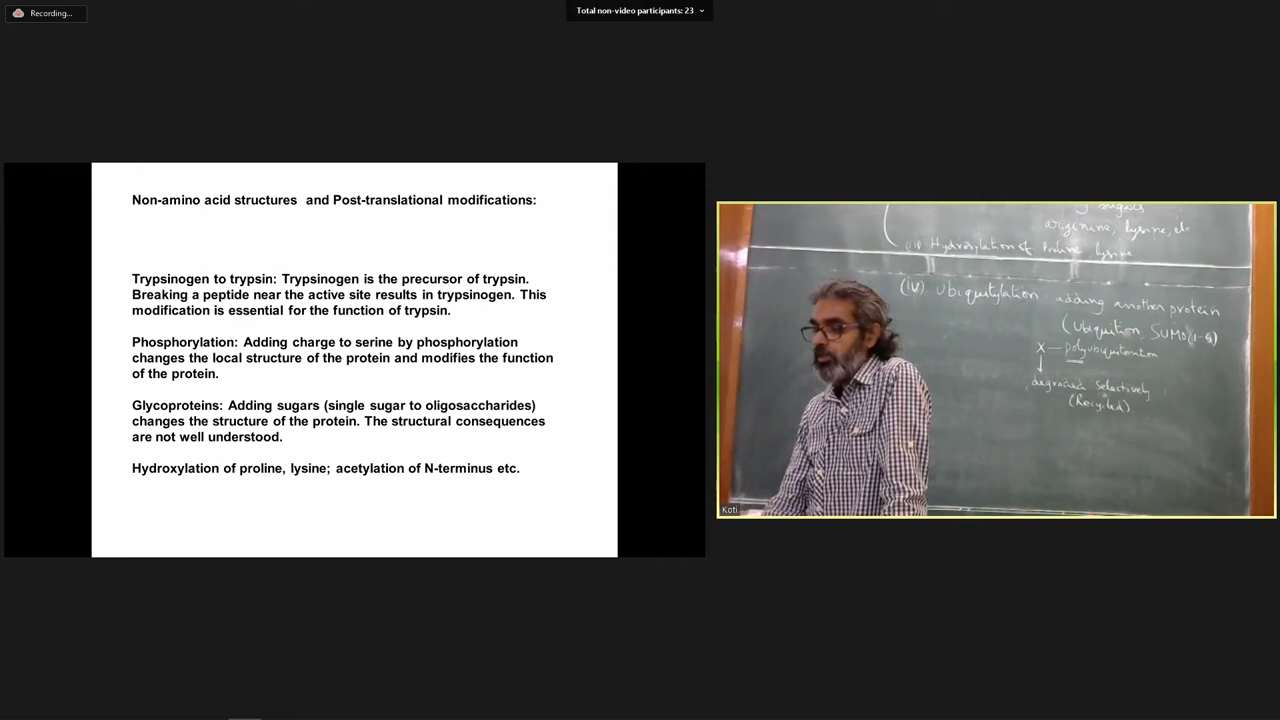 Recording...
Total non-video participants: 23
Non-amino acid structures and Post-translational modifications:
Trypsinogen to trypsin: Trypsinogen is the precursor of trypsin.
Breaking a peptide near the active site results in trypsinogen. This
modification is essential for the function of trypsin.
Phosphorylation: Adding charge to serine by phosphorylation
changes the local structure of the protein and modifies the function
of the protein.
Glycoproteins: Adding sugars (single sugar to oligosaccharides)
changes the structure of the protein. The structural consequences
are not well understood.
Hydroxylation of proline, lysine; acetylation of N-terminus etc.
sugars
arginine, lysine, etc
Hydroxylation of Proline lysine
(iv) Ubiquitylation adding another protein
(Ubiquitin, SUMO
X — polyubiquitination
degraded selectively
(Recycled)
Koti